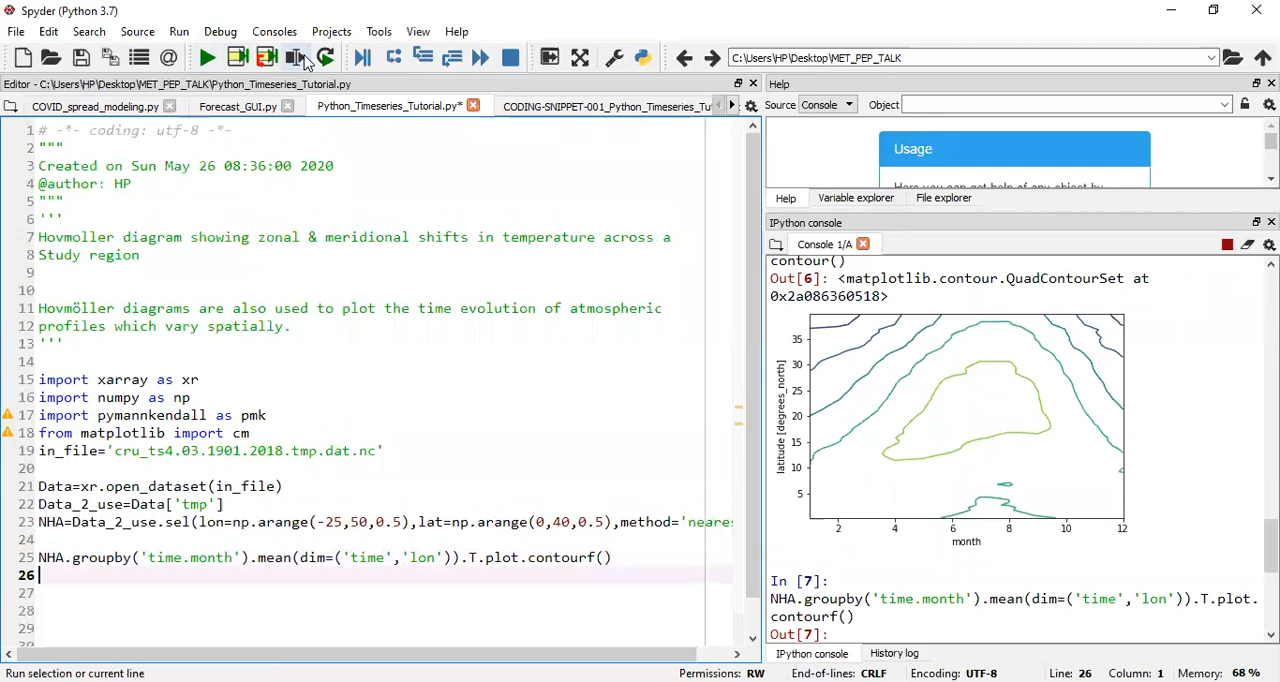 Spyder (Python 3.7)
File Edit Search Source Run Debug Consoles Projects Tools View Help
C:\Users\HP\Desktop\MET_PEP_TALK
Editor - C:\Users\HP\Desktop\MET_PEP_TALK\Python_Timeseries_Tutorial.py
COVID_spread_modeling.py Forecast_GUI.py Python_Timeseries_Tutorial.py* CODING-SNIPPET-001_Python_Timeseries_Tu
1 # -*- coding: utf-8 -*-
2 """
3 Created on Sun May 26 08:36:00 2020
4 @author: HP
5 """
6 '''
7 Hovmoller diagram showing zonal & meridional shifts in temperature across a
8 Study region
9
10
11 Hovmöller diagrams are also used to plot the time evolution of atmospheric
12 profiles which vary spatially.
13 '''
14
15 import xarray as xr
16 import numpy as np
17 import pymannkendall as pmk
18 from matplotlib import cm
19 in_file='cru_ts4.03.1901.2018.tmp.dat.nc'
20
21 Data=xr.open_dataset(in_file)
22 Data_2_use=Data['tmp']
23 NHA=Data_2_use.sel(lon=np.arange(-25,50,0.5),lat=np.arange(0,40,0.5),method='neares
24
25 NHA.groupby('time.month').mean(dim=('time','lon')).T.plot.contourf()
26
27
28
29
30
Help
Source Console Object
Usage
Here you can get help of any object by
Help Variable explorer File explorer
IPython console
Console 1/A
contour()
Out[6]: <matplotlib.contour.QuadContourSet at
0x2a086360518>
35
30
25
20
15
10
5
latitude [degrees_north]
2 4 6 8 10 12
month
In [7]:
NHA.groupby('time.month').mean(dim=('time','lon')).T.plot.
contourf()
Out[7]:
IPython console History log
Run selection or current line Permissions: RW End-of-lines: CRLF Encoding: UTF-8 Line: 26 Column: 1 Memory: 68 %